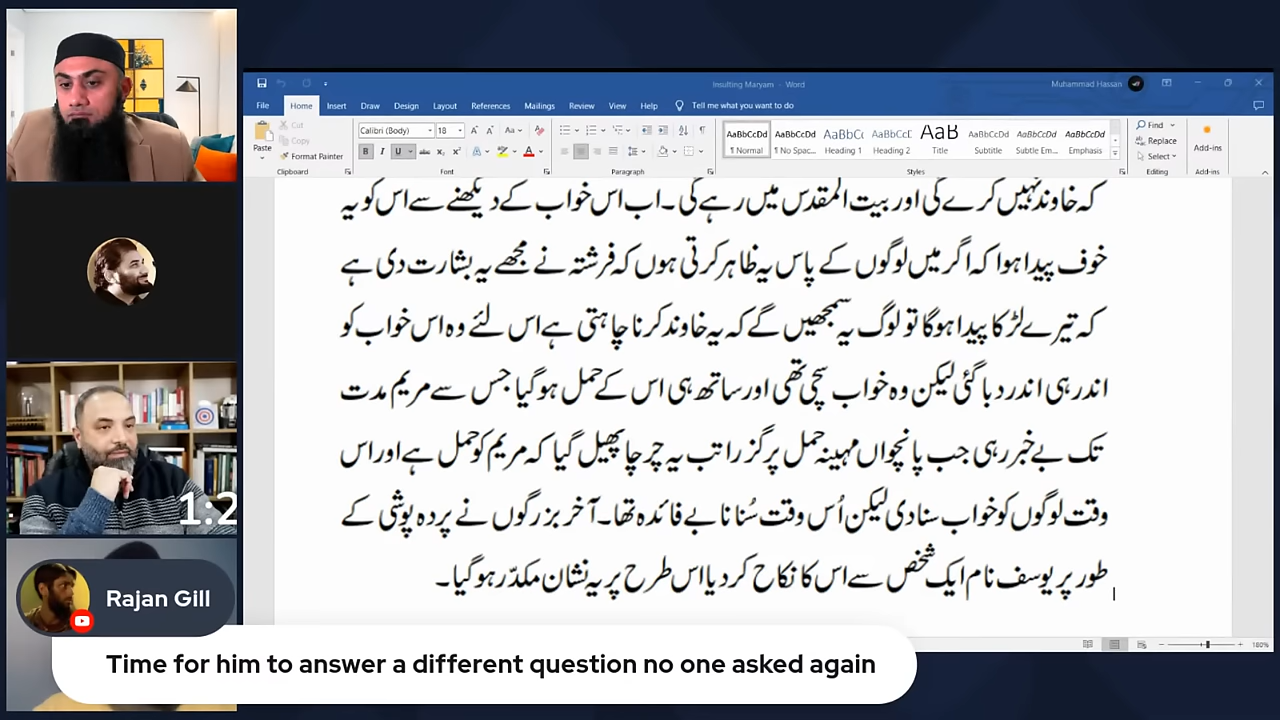 Insulting Maryam - Word
Muhammad Hassan
File Home Insert Draw Design Layout References Mailings Review View Help Tell me what you want to do
Paste
Cut
Copy
Format Painter
Clipboard
Calibri (Body) 18
Font
Paragraph
AaBbCcDd AaBbCcDd AaBbCc AaBbCcDd AaB AaBbCcDd AaBbCcDd AaBbCcDd
¶ Normal ¶ No Spac... Heading 1 Heading 2 Title Subtitle Subtle Em... Emphasis
Styles
Find
Replace
Select
Editing
Add-ins
Add-ins
کہ خاوند نہیں کرے گی اور بیت المقدس میں رہے گی۔ اب اس خواب کے دیکھنے سے اس کو یہ
خوف پیدا ہوا کہ اگر میں لوگوں کے پاس یہ ظاہر کرتی ہوں کہ فرشتہ نے مجھے یہ بشارت دی ہے
کہ تیرے لڑکا پیدا ہوگا تو لوگ یہ سمجھیں گے کہ یہ خاوند کرنا چاہتی ہے اس لئے وہ اس خواب کو
اندر ہی اندر دبا گئی لیکن وہ خواب سچی تھی اور ساتھ ہی اس کے حمل ہوگیا جس سے مریم مدت
تک بے خبر رہی جب پانچواں مہینہ حمل پر گزرا تب یہ چرچا پھیل گیا کہ مریم کو حمل ہے اور اس
وقت لوگوں کو خواب سنا دی لیکن اُس وقت سُنانا بے فائدہ تھا۔ آخر بزرگوں نے پردہ پوشی کے
طور پر یوسف نام ایک شخص سے اس کا نکاح کر دیا اس طرح پر یہ نشان مکدّر ہوگیا۔
180%
1:2
Rajan Gill
Time for him to answer a different question no one asked again